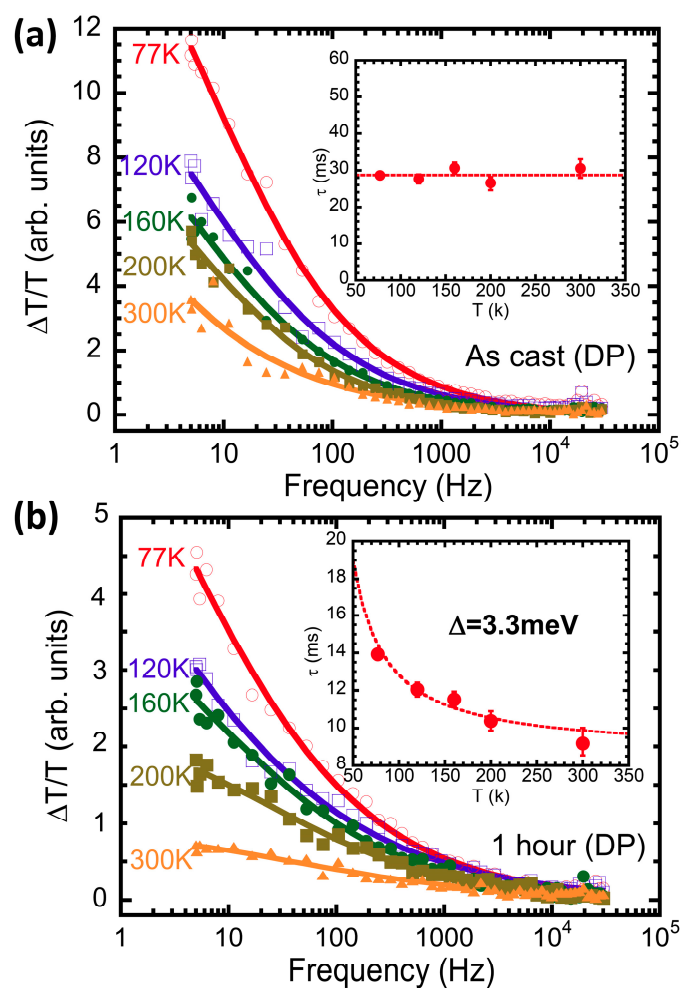 (a)
12
10
8
6
4
2
0
ΔT/T (arb. units)
77K
120K
160K
200K
300K
60
50
40
30
20
10
0
τ (ms)
50 100 150 200 250 300 350
T (k)
As cast (DP)
1 10 100 1000 10⁴ 10⁵
Frequency (Hz)
(b)
5
4
3
2
1
0
ΔT/T (arb. units)
77K
120K
160K
200K
300K
20
18
16
14
12
10
8
τ (ms)
Δ=3.3meV
50 100 150 200 250 300 350
T (k)
1 hour (DP)
1 10 100 1000 10⁴ 10⁵
Frequency (Hz)